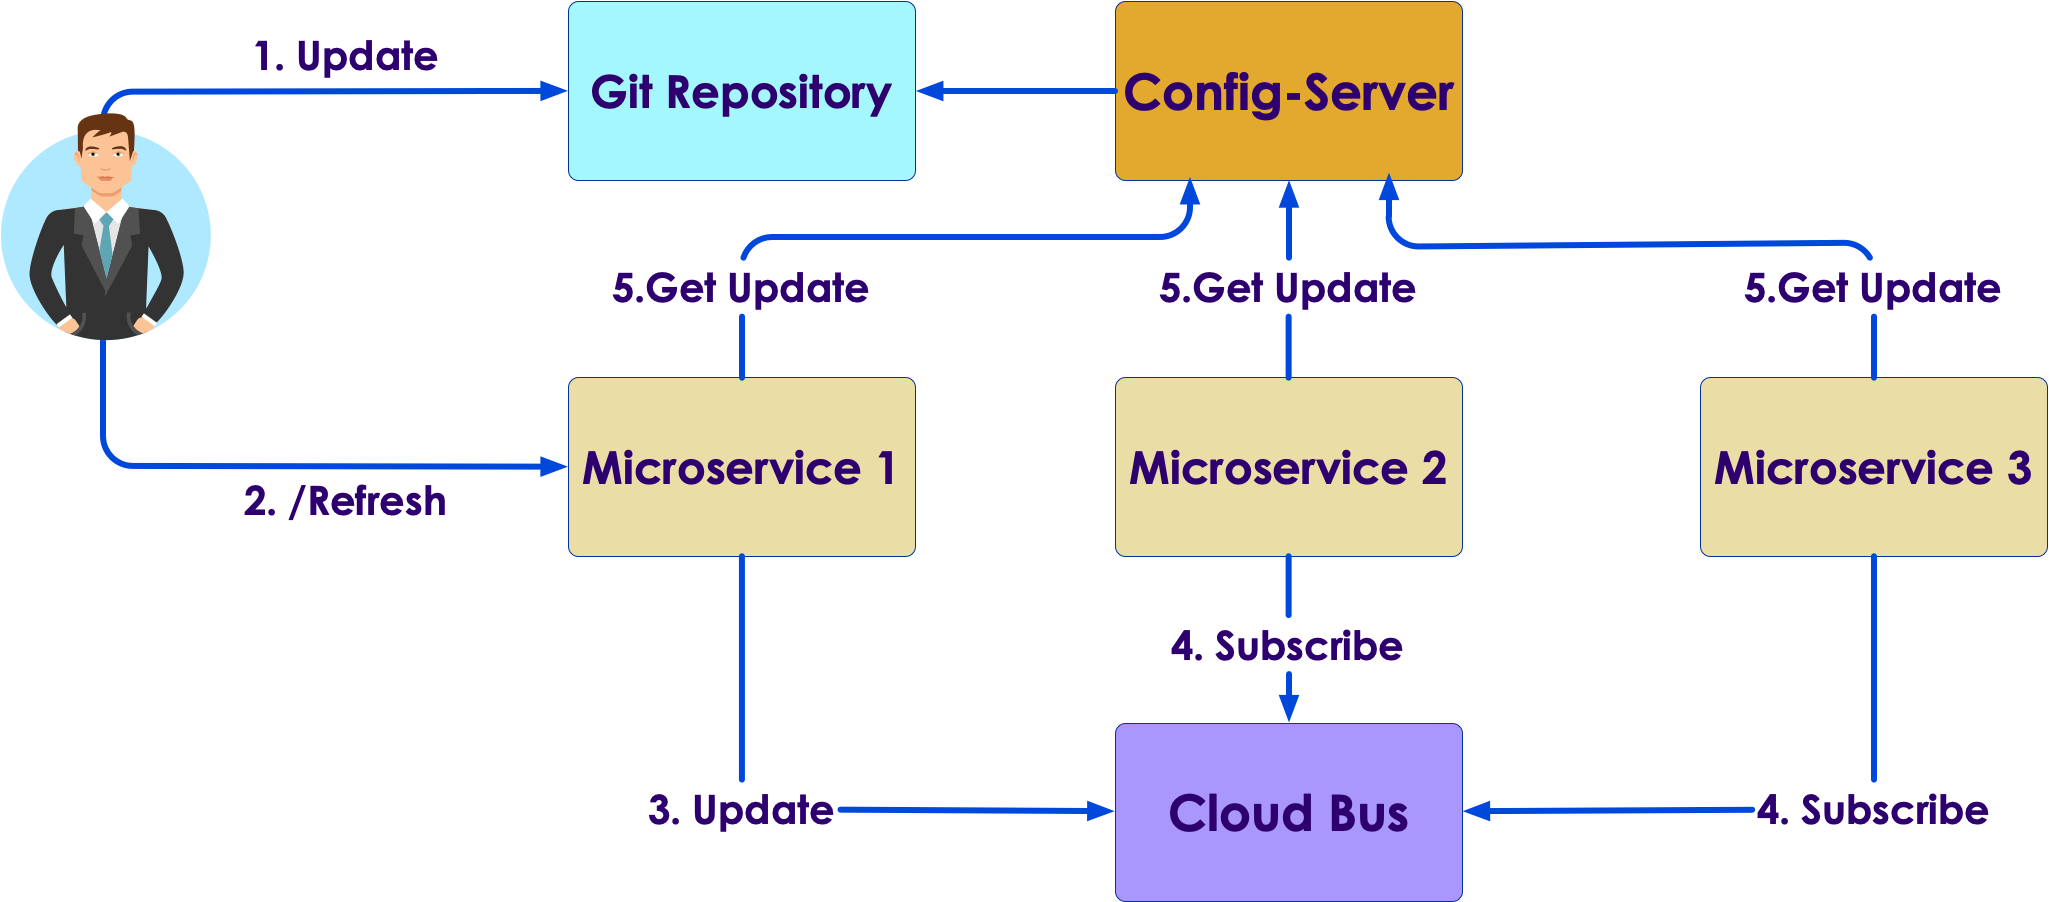 1. Update
Git Repository
Config-Server
5.Get Update
5.Get Update
5.Get Update
Microservice 1
Microservice 2
Microservice 3
2. /Refresh
4. Subscribe
3. Update
Cloud Bus
4. Subscribe